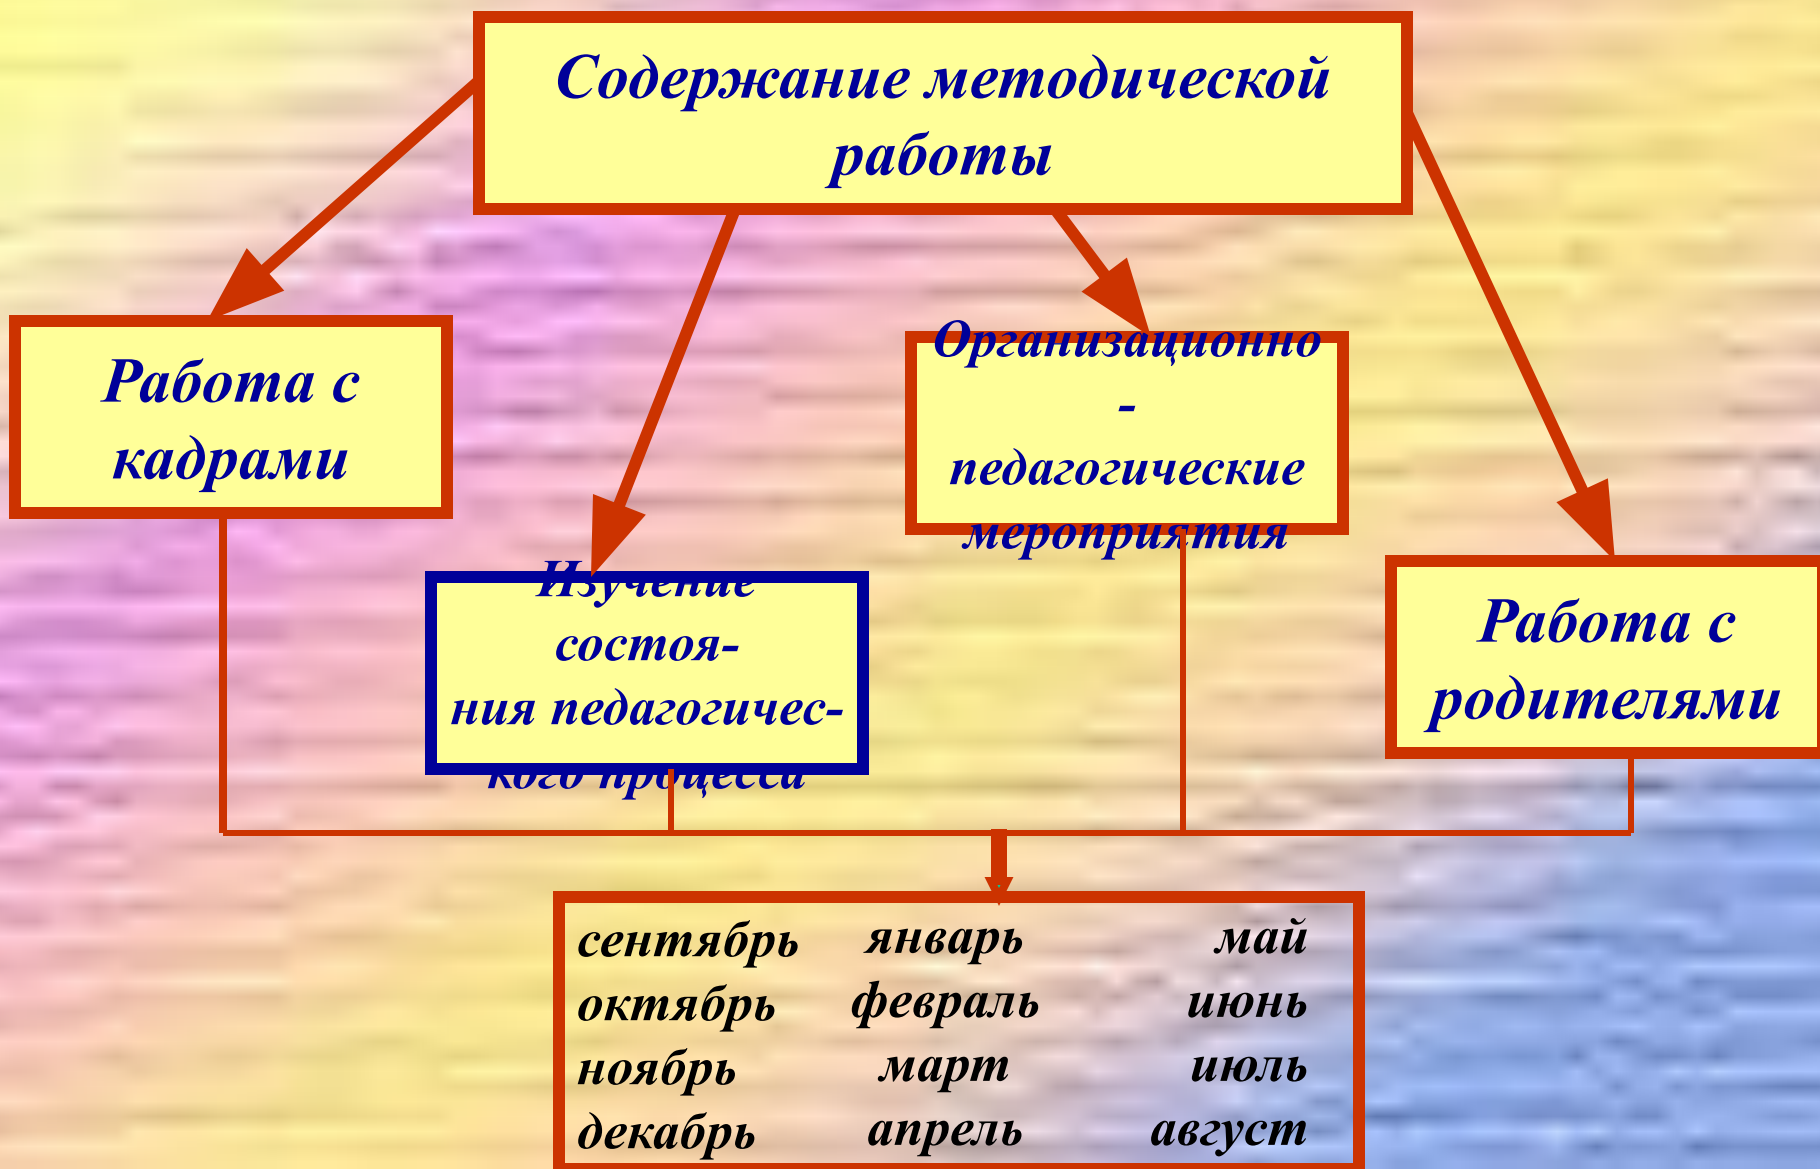 Содержание методической
работы
Работа с
кадрами
Организационно
-
педагогические
мероприятия
Изучение
состоя-
ния педагогичес-
кого процесса
Работа с
родителями
сентябрь
октябрь
ноябрь
декабрь
январь
февраль
март
апрель
май
июнь
июль
август